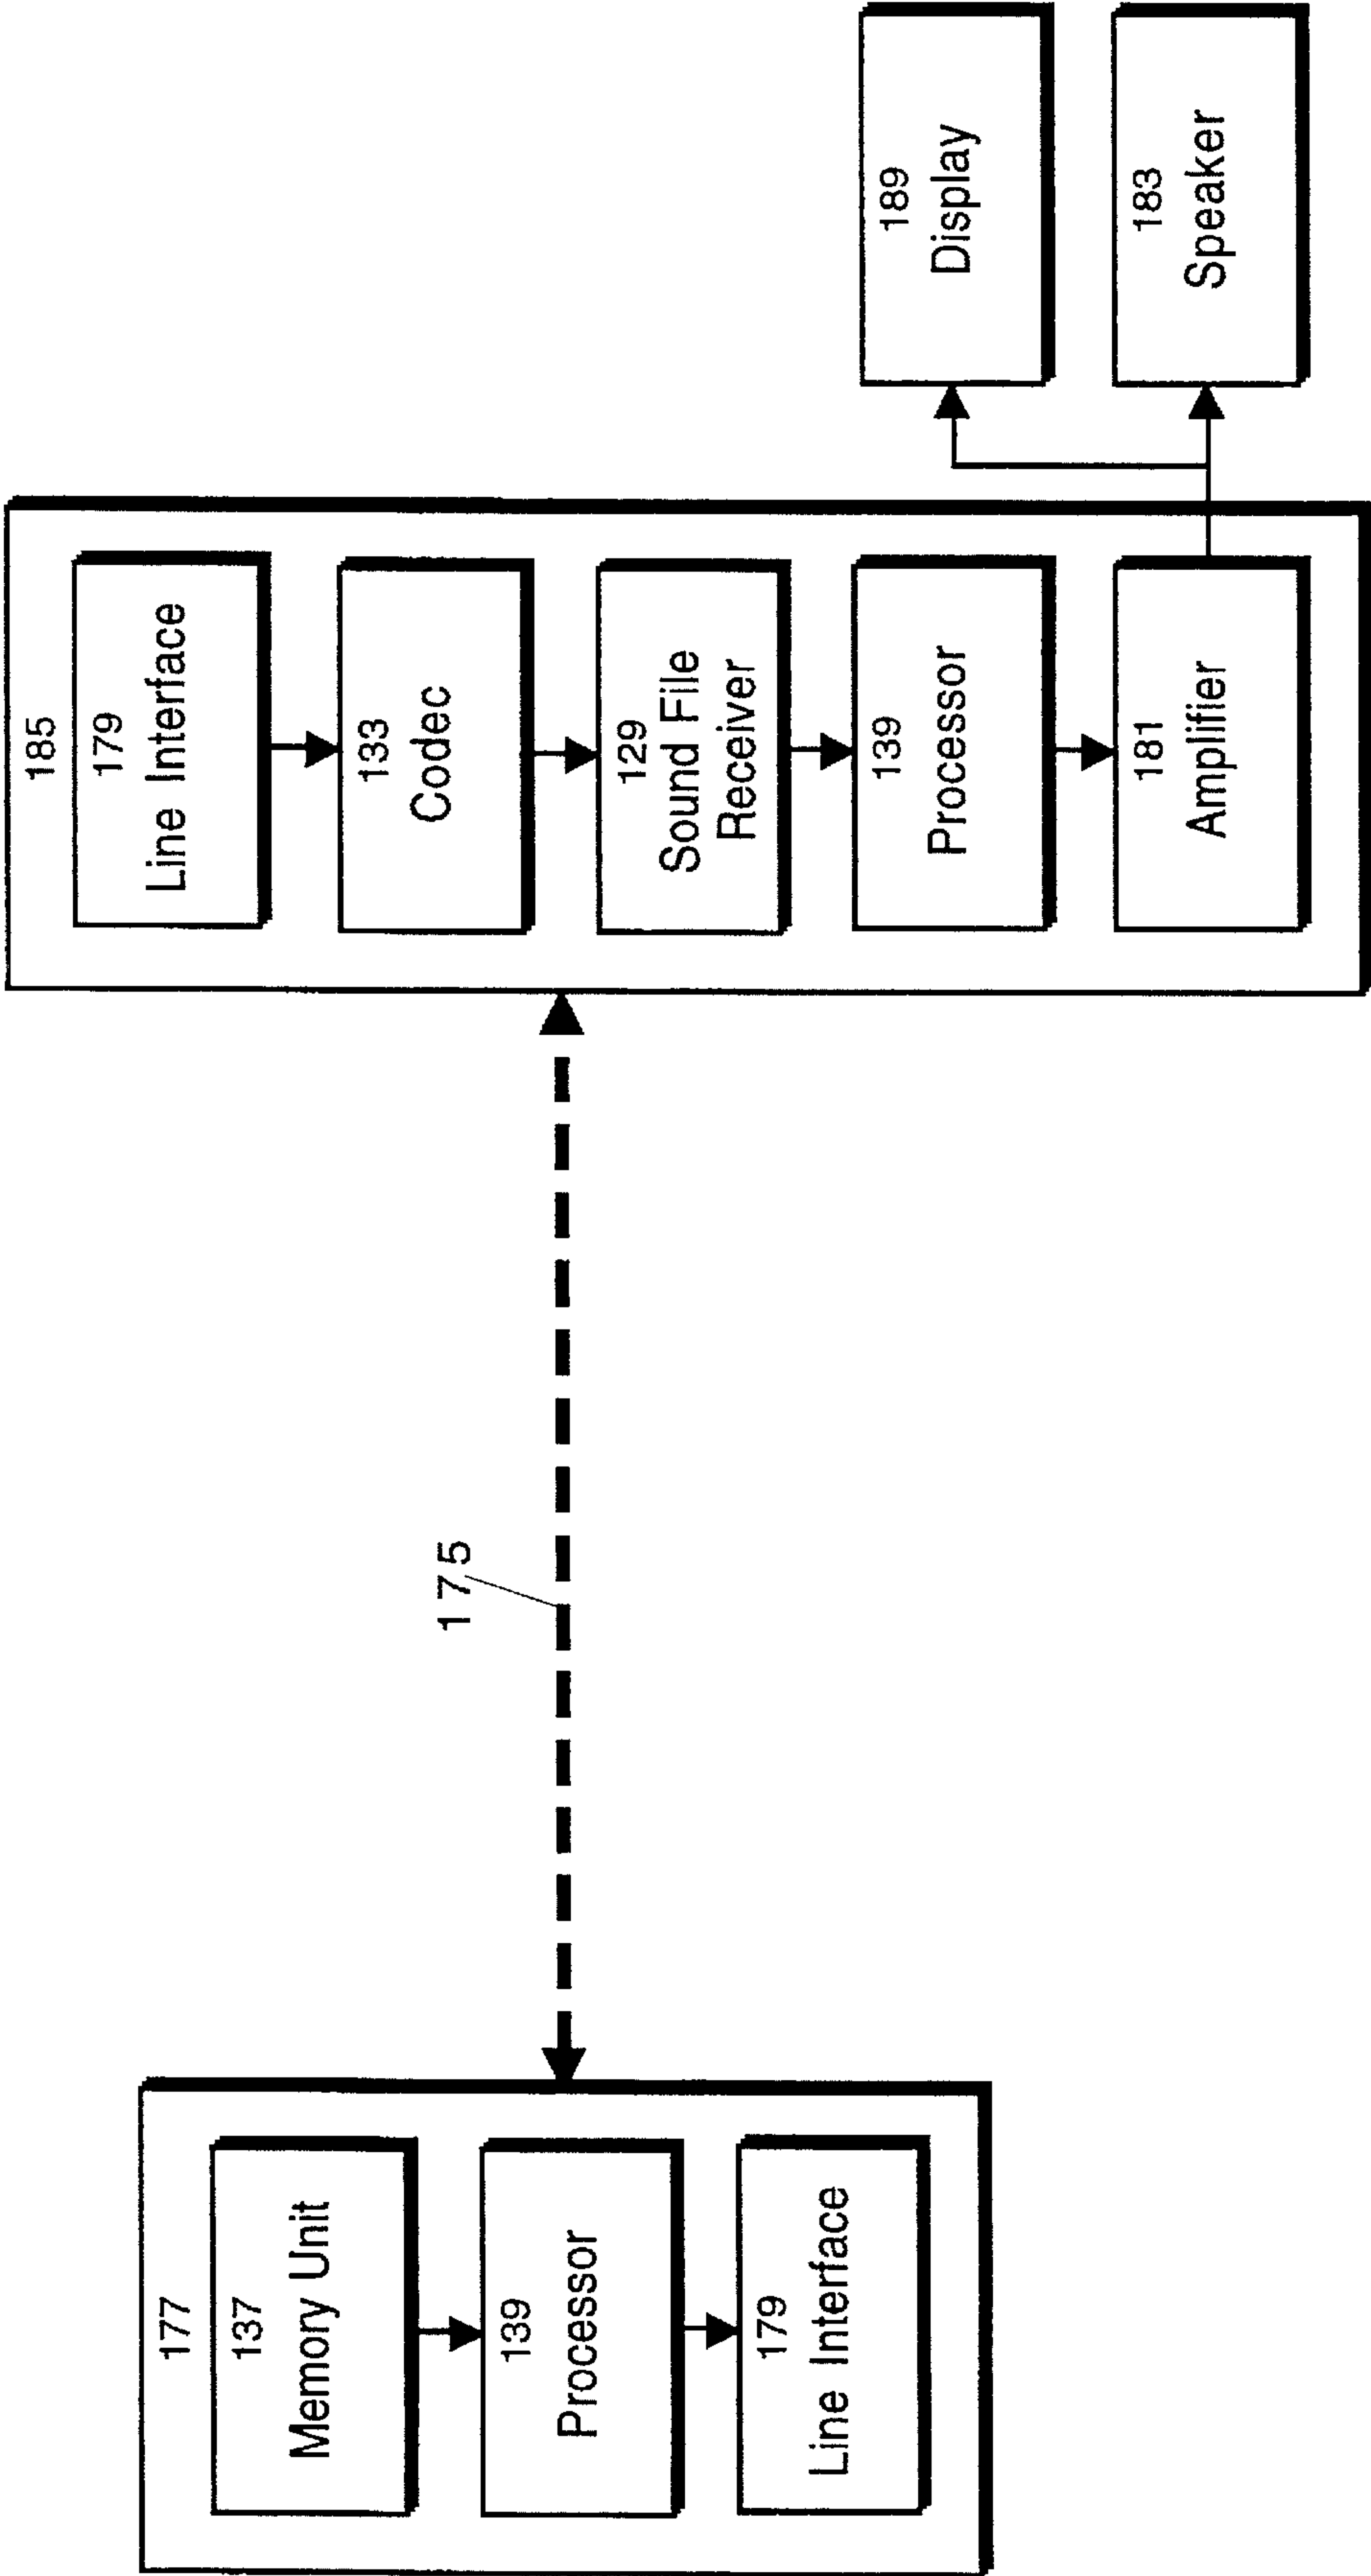 177
137
Memory Unit
139
Processor
179
Line Interface
175
185
179
Line Interface
133
Codec
129
Sound File
Receiver
139
Processor
181
Amplifier
189
Display
183
Speaker